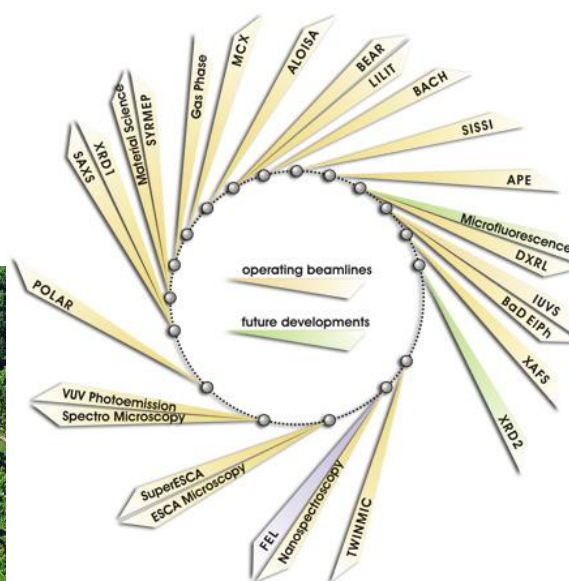 MCX
Gas Phase
ALOISA
BEAR
LILIT
BACH
SISSI
APE
Microfluorescence
DXRL
IUVS
BaD ElPh
XAFS
XRD2
TWINMIC
Nanospectroscopy
FEL
ESCA Microscopy
SuperESCA
Spectro Microscopy
VUV Photoemission
POLAR
SAXS
XRD1
Material Science
SYRMEP
operating beamlines
future developments